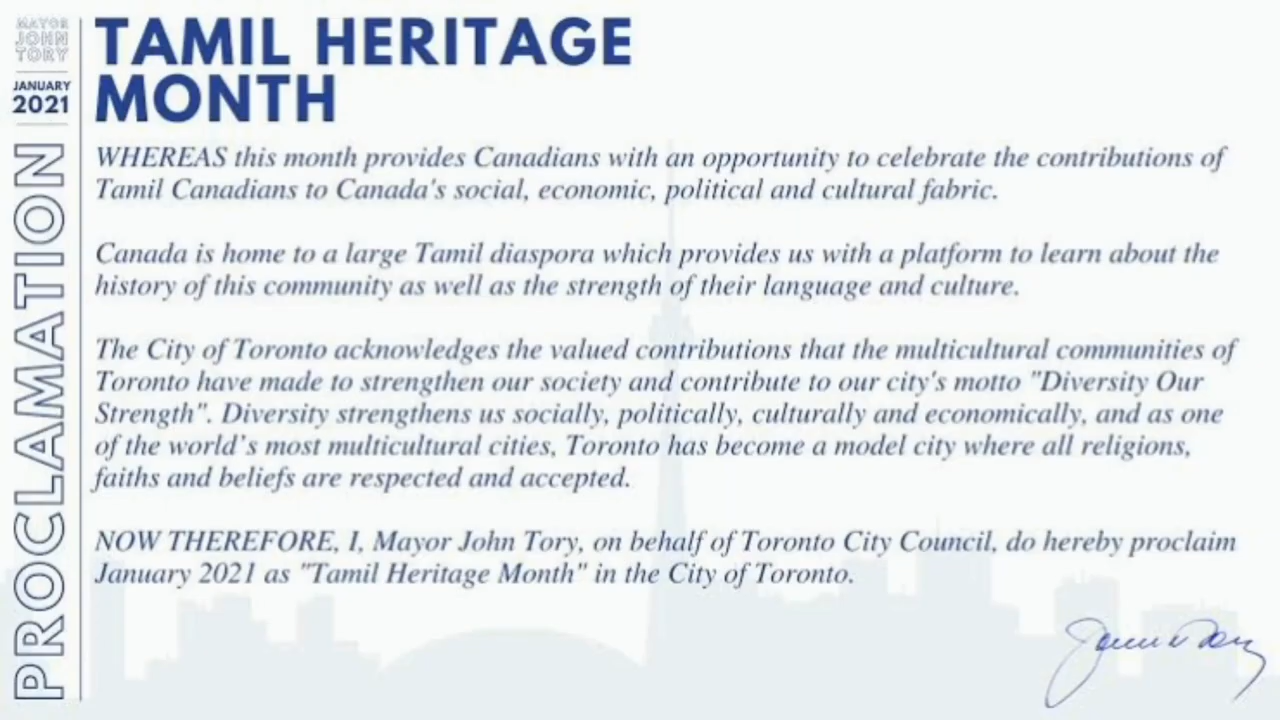 MAYOR
JOHN
TORY
JANUARY
2021
PROCLAMATION
TAMIL HERITAGE
MONTH
WHEREAS this month provides Canadians with an opportunity to celebrate the contributions of
Tamil Canadians to Canada's social, economic, political and cultural fabric.
Canada is home to a large Tamil diaspora which provides us with a platform to learn about the
history of this community as well as the strength of their language and culture.
The City of Toronto acknowledges the valued contributions that the multicultural communities of
Toronto have made to strengthen our society and contribute to our city's motto "Diversity Our
Strength". Diversity strengthens us socially, politically, culturally and economically, and as one
of the world’s most multicultural cities, Toronto has become a model city where all religions,
faiths and beliefs are respected and accepted.
NOW THEREFORE, I, Mayor John Tory, on behalf of Toronto City Council, do hereby proclaim
January 2021 as "Tamil Heritage Month" in the City of Toronto.